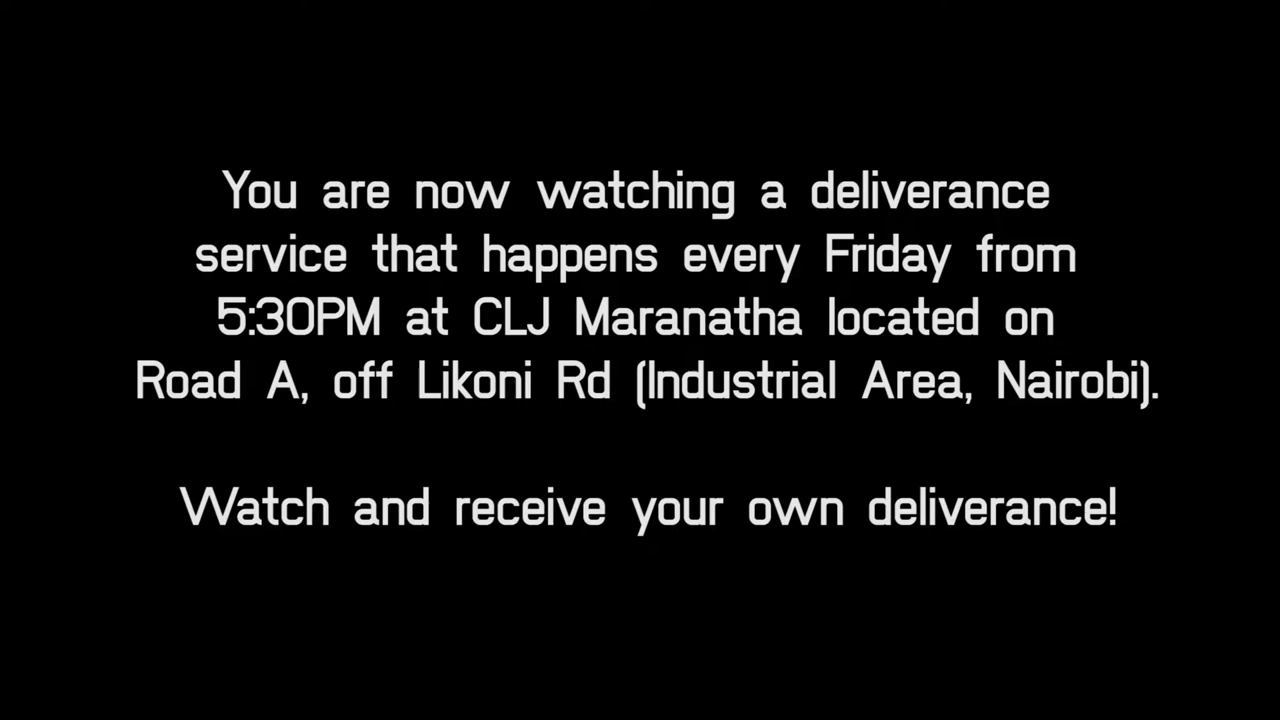 You are now watching a deliverance
service that happens every Friday from
5:30PM at CLJ Maranatha located on
Road A, off Likoni Rd (Industrial Area, Nairobi).
Watch and receive your own deliverance!